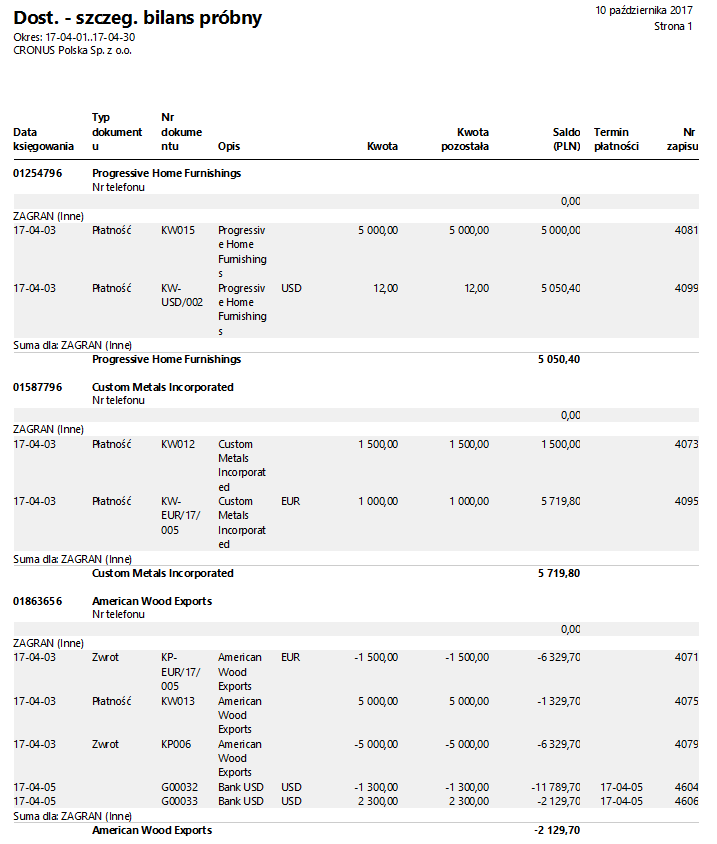 Dost. - szczeg. bilans próbny
10 października 2017
Okres: 17-04-01..17-04-30
Strona 1
CRONUS Polska Sp. z o.o.
Data księgowania Typ dokumentu Nr dokumentu Opis Kwota Kwota pozostała Saldo (PLN) Termin płatności Nr zapisu
01254796 Progressive Home Furnishings
Nr telefonu
0,00
ZAGRAN (Inne)
17-04-03 Płatność KW015 Progressive Home Furnishings 5 000,00 5 000,00 5 000,00 4081
17-04-03 Płatność KW-USD/002 Progressive Home Furnishings USD 12,00 12,00 5 050,40 4099
Suma dla: ZAGRAN (Inne)
Progressive Home Furnishings 5 050,40
01587796 Custom Metals Incorporated
Nr telefonu
0,00
ZAGRAN (Inne)
17-04-03 Płatność KW012 Custom Metals Incorporated 1 500,00 1 500,00 1 500,00 4073
17-04-03 Płatność KW-EUR/17/005 Custom Metals Incorporated EUR 1 000,00 1 000,00 5 719,80 4095
Suma dla: ZAGRAN (Inne)
Custom Metals Incorporated 5 719,80
01863656 American Wood Exports
Nr telefonu
0,00
ZAGRAN (Inne)
17-04-03 Zwrot KP-EUR/17/005 American Wood Exports EUR -1 500,00 -1 500,00 -6 329,70 4071
17-04-03 Płatność KW013 American Wood Exports 5 000,00 5 000,00 -1 329,70 4075
17-04-03 Zwrot KP006 American Wood Exports -5 000,00 -5 000,00 -6 329,70 4079
17-04-05 G00032 Bank USD USD -1 300,00 -1 300,00 -11 789,70 17-04-05 4604
17-04-05 G00033 Bank USD USD 2 300,00 2 300,00 -2 129,70 17-04-05 4606
Suma dla: ZAGRAN (Inne)
American Wood Exports -2 129,70